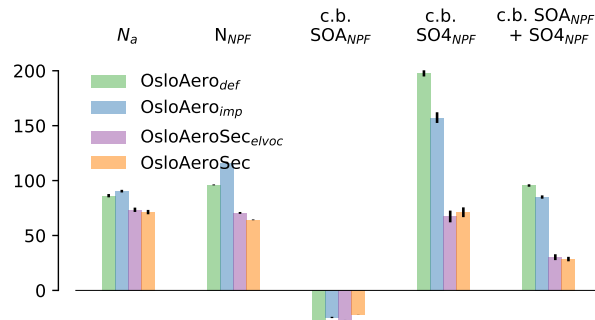 c.b. c.b. c.b. SOA_NPF
N_a N_NPF SOA_NPF SO4_NPF + SO4_NPF
200
OsloAero_def
OsloAero_imp
150
OsloAeroSec_elvoc
OsloAeroSec
100
50
0